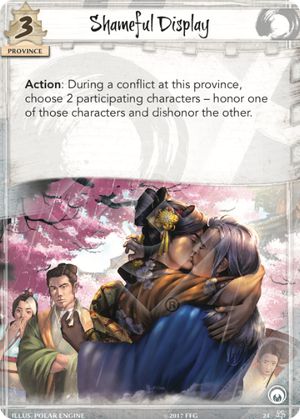 Shameful Display
3
PROVINCE
Action: During a conflict at this province,
choose 2 participating characters – honor one
of those characters and dishonor the other.
®
ILLUS: POLAR ENGINE
© 2017 FFG